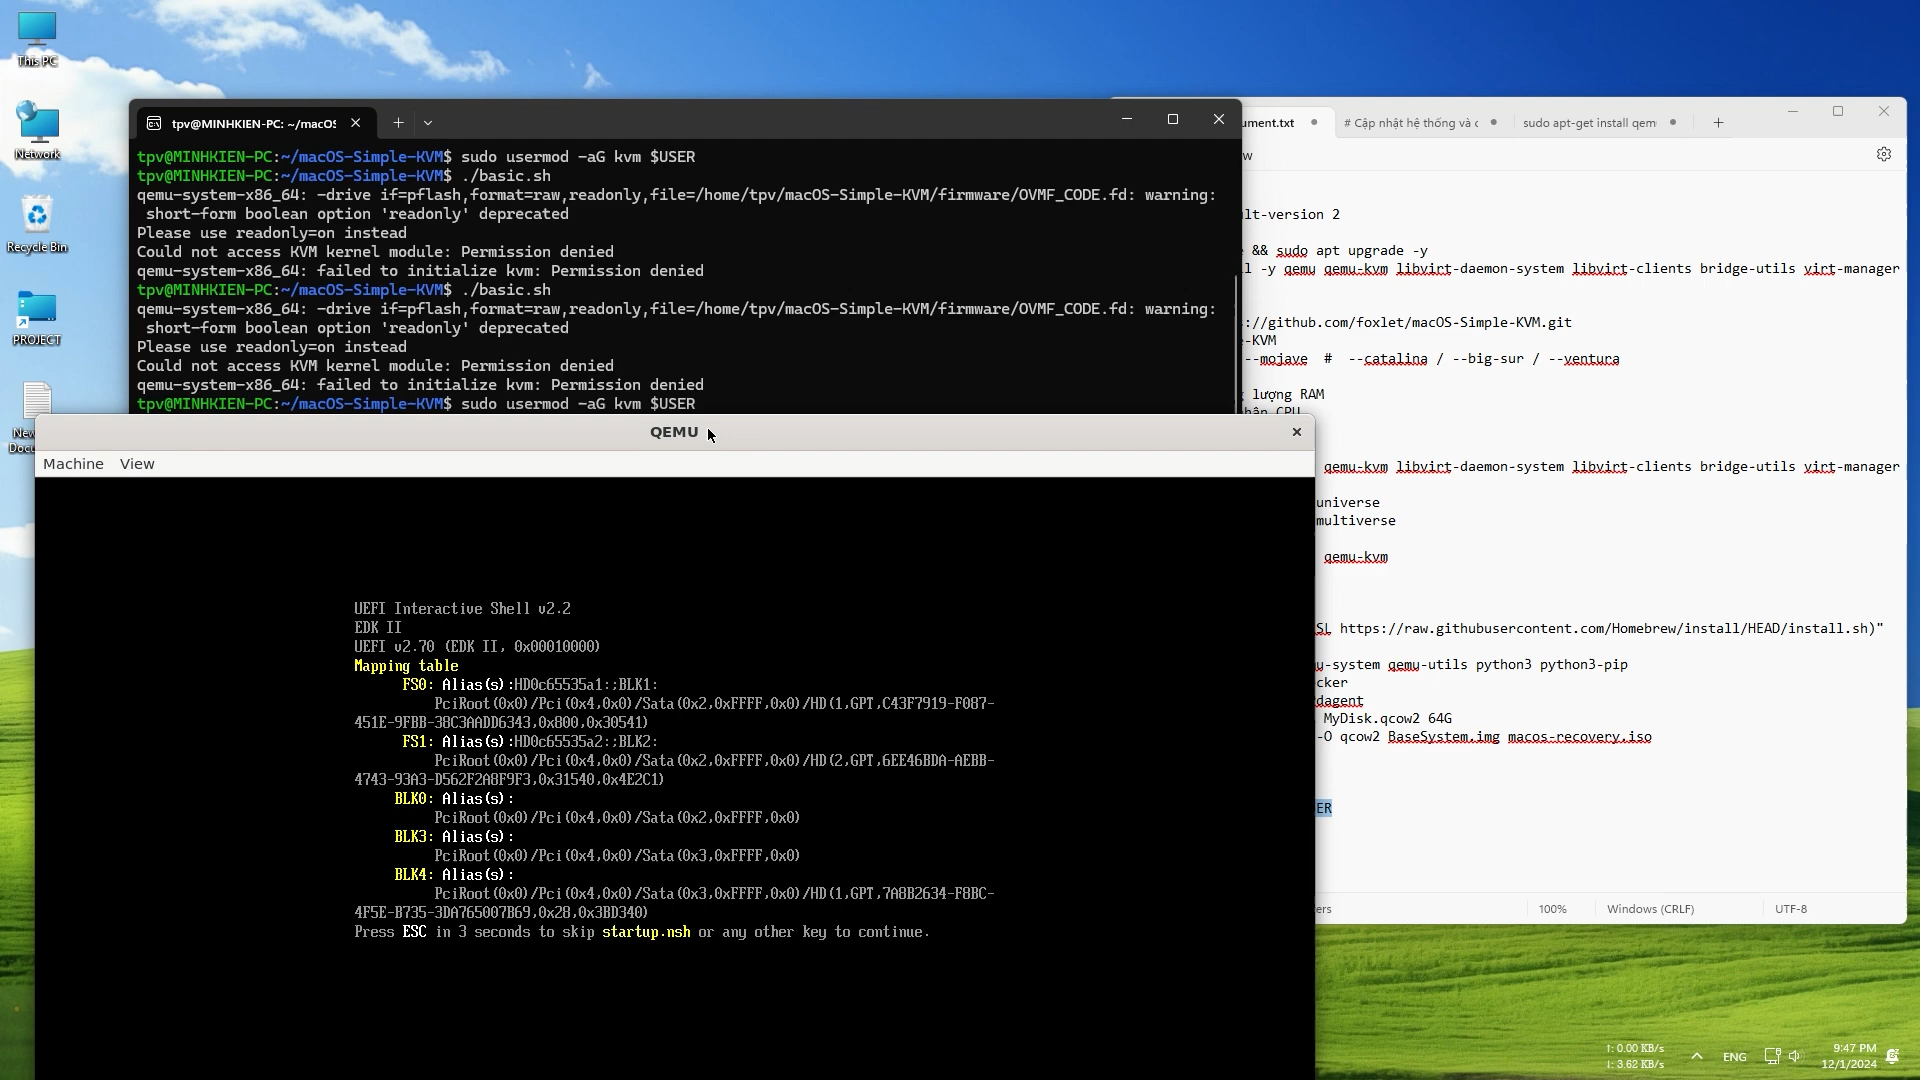 This PC
Network
Recycle Bin
PROJECT
New
Docu
tpv@MINHKIEN-PC: ~/macOS
tpv@MINHKIEN-PC:~/macOS-Simple-KVM$ sudo usermod -aG kvm $USER
tpv@MINHKIEN-PC:~/macOS-Simple-KVM$ ./basic.sh
qemu-system-x86_64: -drive if=pflash,format=raw,readonly,file=/home/tpv/macOS-Simple-KVM/firmware/OVMF_CODE.fd: warning:
short-form boolean option 'readonly' deprecated
Please use readonly=on instead
Could not access KVM kernel module: Permission denied
qemu-system-x86_64: failed to initialize kvm: Permission denied
tpv@MINHKIEN-PC:~/macOS-Simple-KVM$ ./basic.sh
qemu-system-x86_64: -drive if=pflash,format=raw,readonly,file=/home/tpv/macOS-Simple-KVM/firmware/OVMF_CODE.fd: warning:
short-form boolean option 'readonly' deprecated
Please use readonly=on instead
Could not access KVM kernel module: Permission denied
qemu-system-x86_64: failed to initialize kvm: Permission denied
tpv@MINHKIEN-PC:~/macOS-Simple-KVM$ sudo usermod -aG kvm $USER
QEMU
Machine View
UEFI Interactive Shell v2.2
EDK II
UEFI v2.70 (EDK II, 0x00010000)
Mapping table
FS0: Alias(s):HD0c65535a1:;BLK1:
PciRoot(0x0)/Pci(0x4,0x0)/Sata(0x2,0xFFFF,0x0)/HD(1,GPT,C43F7919-F087-
451E-9FBB-38C3AADD6343,0x800,0x30541)
FS1: Alias(s):HD0c65535a2:;BLK2:
PciRoot(0x0)/Pci(0x4,0x0)/Sata(0x2,0xFFFF,0x0)/HD(2,GPT,6EE46BDA-AEBB-
4743-93A3-D562F2A8F9F3,0x31540,0x4E2C1)
BLK0: Alias(s):
PciRoot(0x0)/Pci(0x4,0x0)/Sata(0x2,0xFFFF,0x0)
BLK3: Alias(s):
PciRoot(0x0)/Pci(0x4,0x0)/Sata(0x3,0xFFFF,0x0)
BLK4: Alias(s):
PciRoot(0x0)/Pci(0x4,0x0)/Sata(0x3,0xFFFF,0x0)/HD(1,GPT,7A8B2634-F8BC-
4F5E-B735-3DA765007B69,0x28,0x3BD340)
Press ESC in 3 seconds to skip startup.nsh or any other key to continue.
ument.txt
# Cập nhật hệ thống và c
sudo apt-get install qem
w
lt-version 2
&& sudo apt upgrade -y
l -y qemu qemu-kvm libvirt-daemon-system libvirt-clients bridge-utils virt-manager
://github.com/foxlet/macOS-Simple-KVM.git
-KVM
--mojave # --catalina / --big-sur / --ventura
lượng RAM
CPU
qemu-kvm libvirt-daemon-system libvirt-clients bridge-utils virt-manager
universe
multiverse
qemu-kvm
SL https://raw.githubusercontent.com/Homebrew/install/HEAD/install.sh)"
u-system qemu-utils python3 python3-pip
cker
dagent
MyDisk.qcow2 64G
-O qcow2 BaseSystem.img macos-recovery.iso
ER
ers
100%
Windows (CRLF)
UTF-8
↑: 0.00 KB/s
↓: 3.62 KB/s
ENG
9:47 PM
12/1/2024